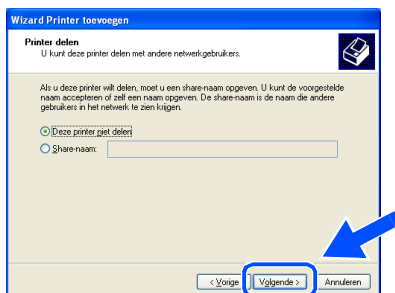 Wizard Printer toevoegen
Printer delen
U kunt deze printer delen met andere netwerkgebruikers.
Als u deze printer wilt delen, moet u een share-naam opgeven. U kunt de voorgestelde
naam accepteren of zelf een naam opgeven. De share-naam is de naam die andere
gebruikers in het netwerk te zien krijgen.
Deze printer niet delen
Share-naam:
< Vorige Volgende > Annuleren